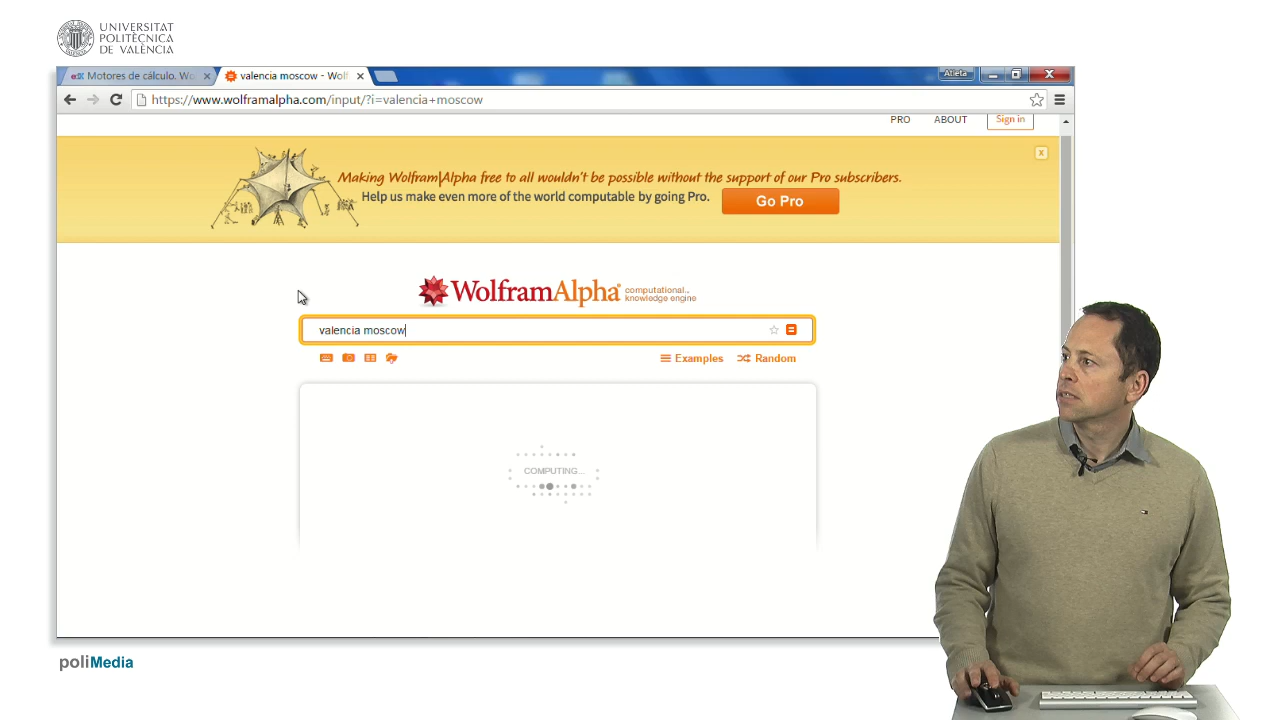 UNIVERSITAT
POLITÈCNICA
DE VALÈNCIA
Motores de cálculo. Wo
valencia moscow - Wolf
Atleta
https://www.wolframalpha.com/input/?i=valencia+moscow
PRO ABOUT Sign in
Making Wolfram|Alpha free to all wouldn't be possible without the support of our Pro subscribers.
Help us make even more of the world computable by going Pro.
Go Pro
WolframAlpha computational
knowledge engine
valencia moscow
Examples Random
COMPUTING...
poliMedia